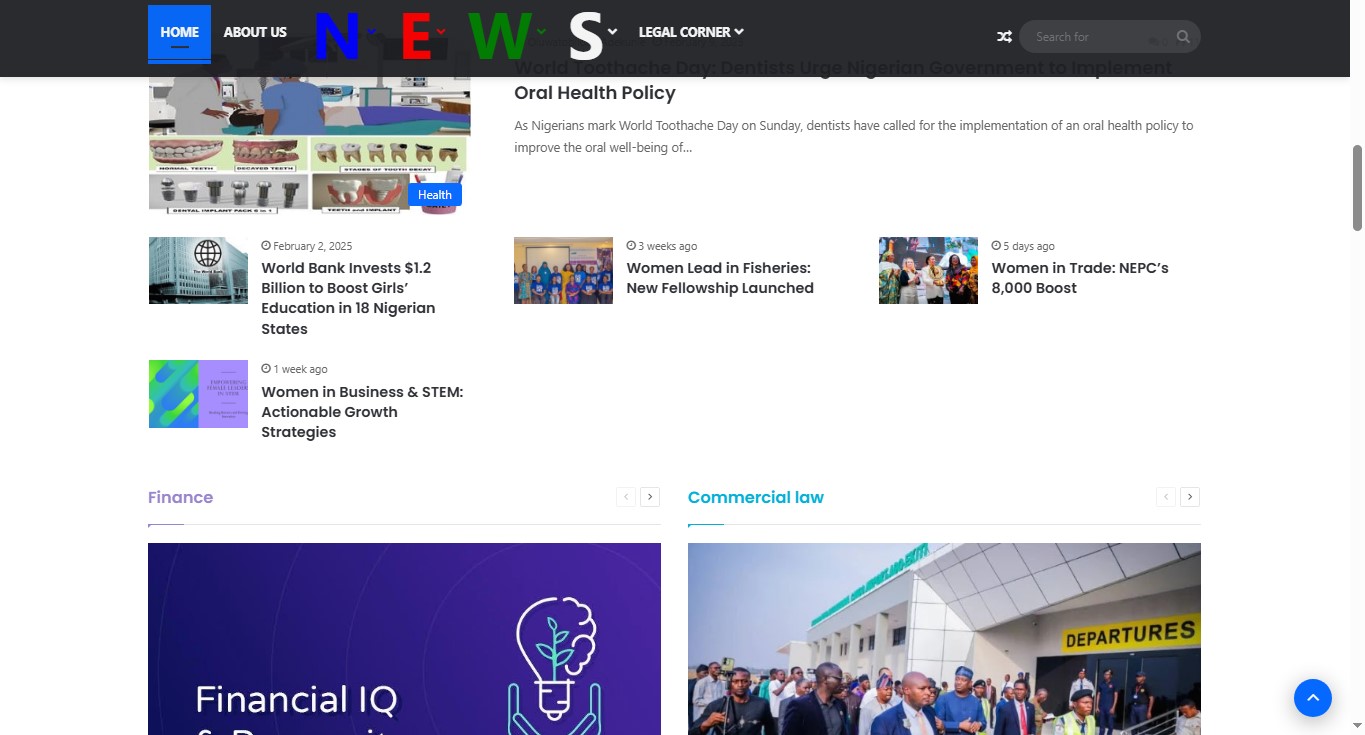 HOME
ABOUT US
N
E
W
S
LEGAL CORNER
Search for
World Toothache Day: Dentists Urge Nigerian Government to Implement
Oral Health Policy
As Nigerians mark World Toothache Day on Sunday, dentists have called for the implementation of an oral health policy to
improve the oral well-being of...
NORMAL TEETH
DECAYED TEETH
STAGES OF TOOTH DECAY
DENTAL IMPLANT PACK 6 in 1
TEETH and IMPLANT
Health
February 2, 2025
World Bank Invests $1.2
Billion to Boost Girls’
Education in 18 Nigerian
States
The World Bank
3 weeks ago
Women Lead in Fisheries:
New Fellowship Launched
5 days ago
Women in Trade: NEPC’s
8,000 Boost
1 week ago
Women in Business & STEM:
Actionable Growth
Strategies
EMPOWERING
FEMALE LEADERS
IN STEM
Finance
Commercial law
Financial IQ
DEPARTURES